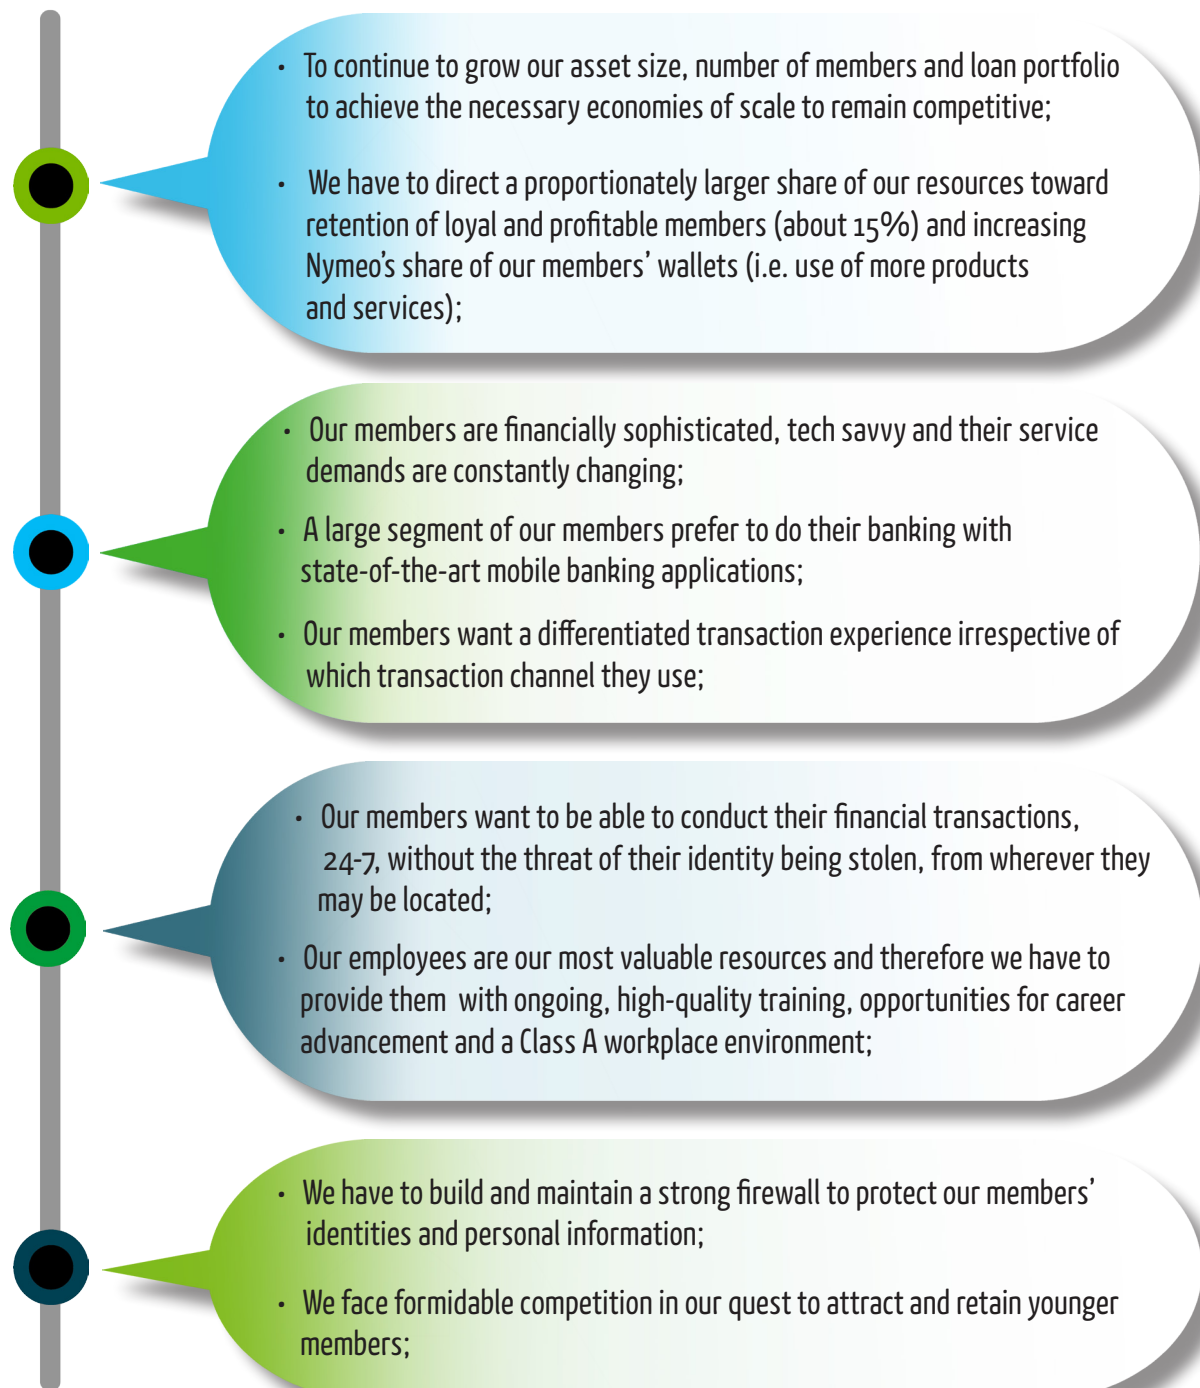 · To continue to grow our asset size, number of members and loan portfolio
to achieve the necessary economies of scale to remain competitive;
· We have to direct a proportionately larger share of our resources toward
retention of loyal and profitable members (about 15%) and increasing
Nymeo’s share of our members’ wallets (i.e. use of more products
and services);
· Our members are financially sophisticated, tech savvy and their service
demands are constantly changing;
· A large segment of our members prefer to do their banking with
state-of-the-art mobile banking applications;
· Our members want a differentiated transaction experience irrespective of
which transaction channel they use;
· Our members want to be able to conduct their financial transactions,
24-7, without the threat of their identity being stolen, from wherever they
may be located;
· Our employees are our most valuable resources and therefore we have to
provide them with ongoing, high-quality training, opportunities for career
advancement and a Class A workplace environment;
· We have to build and maintain a strong firewall to protect our members’
identities and personal information;
· We face formidable competition in our quest to attract and retain younger
members;